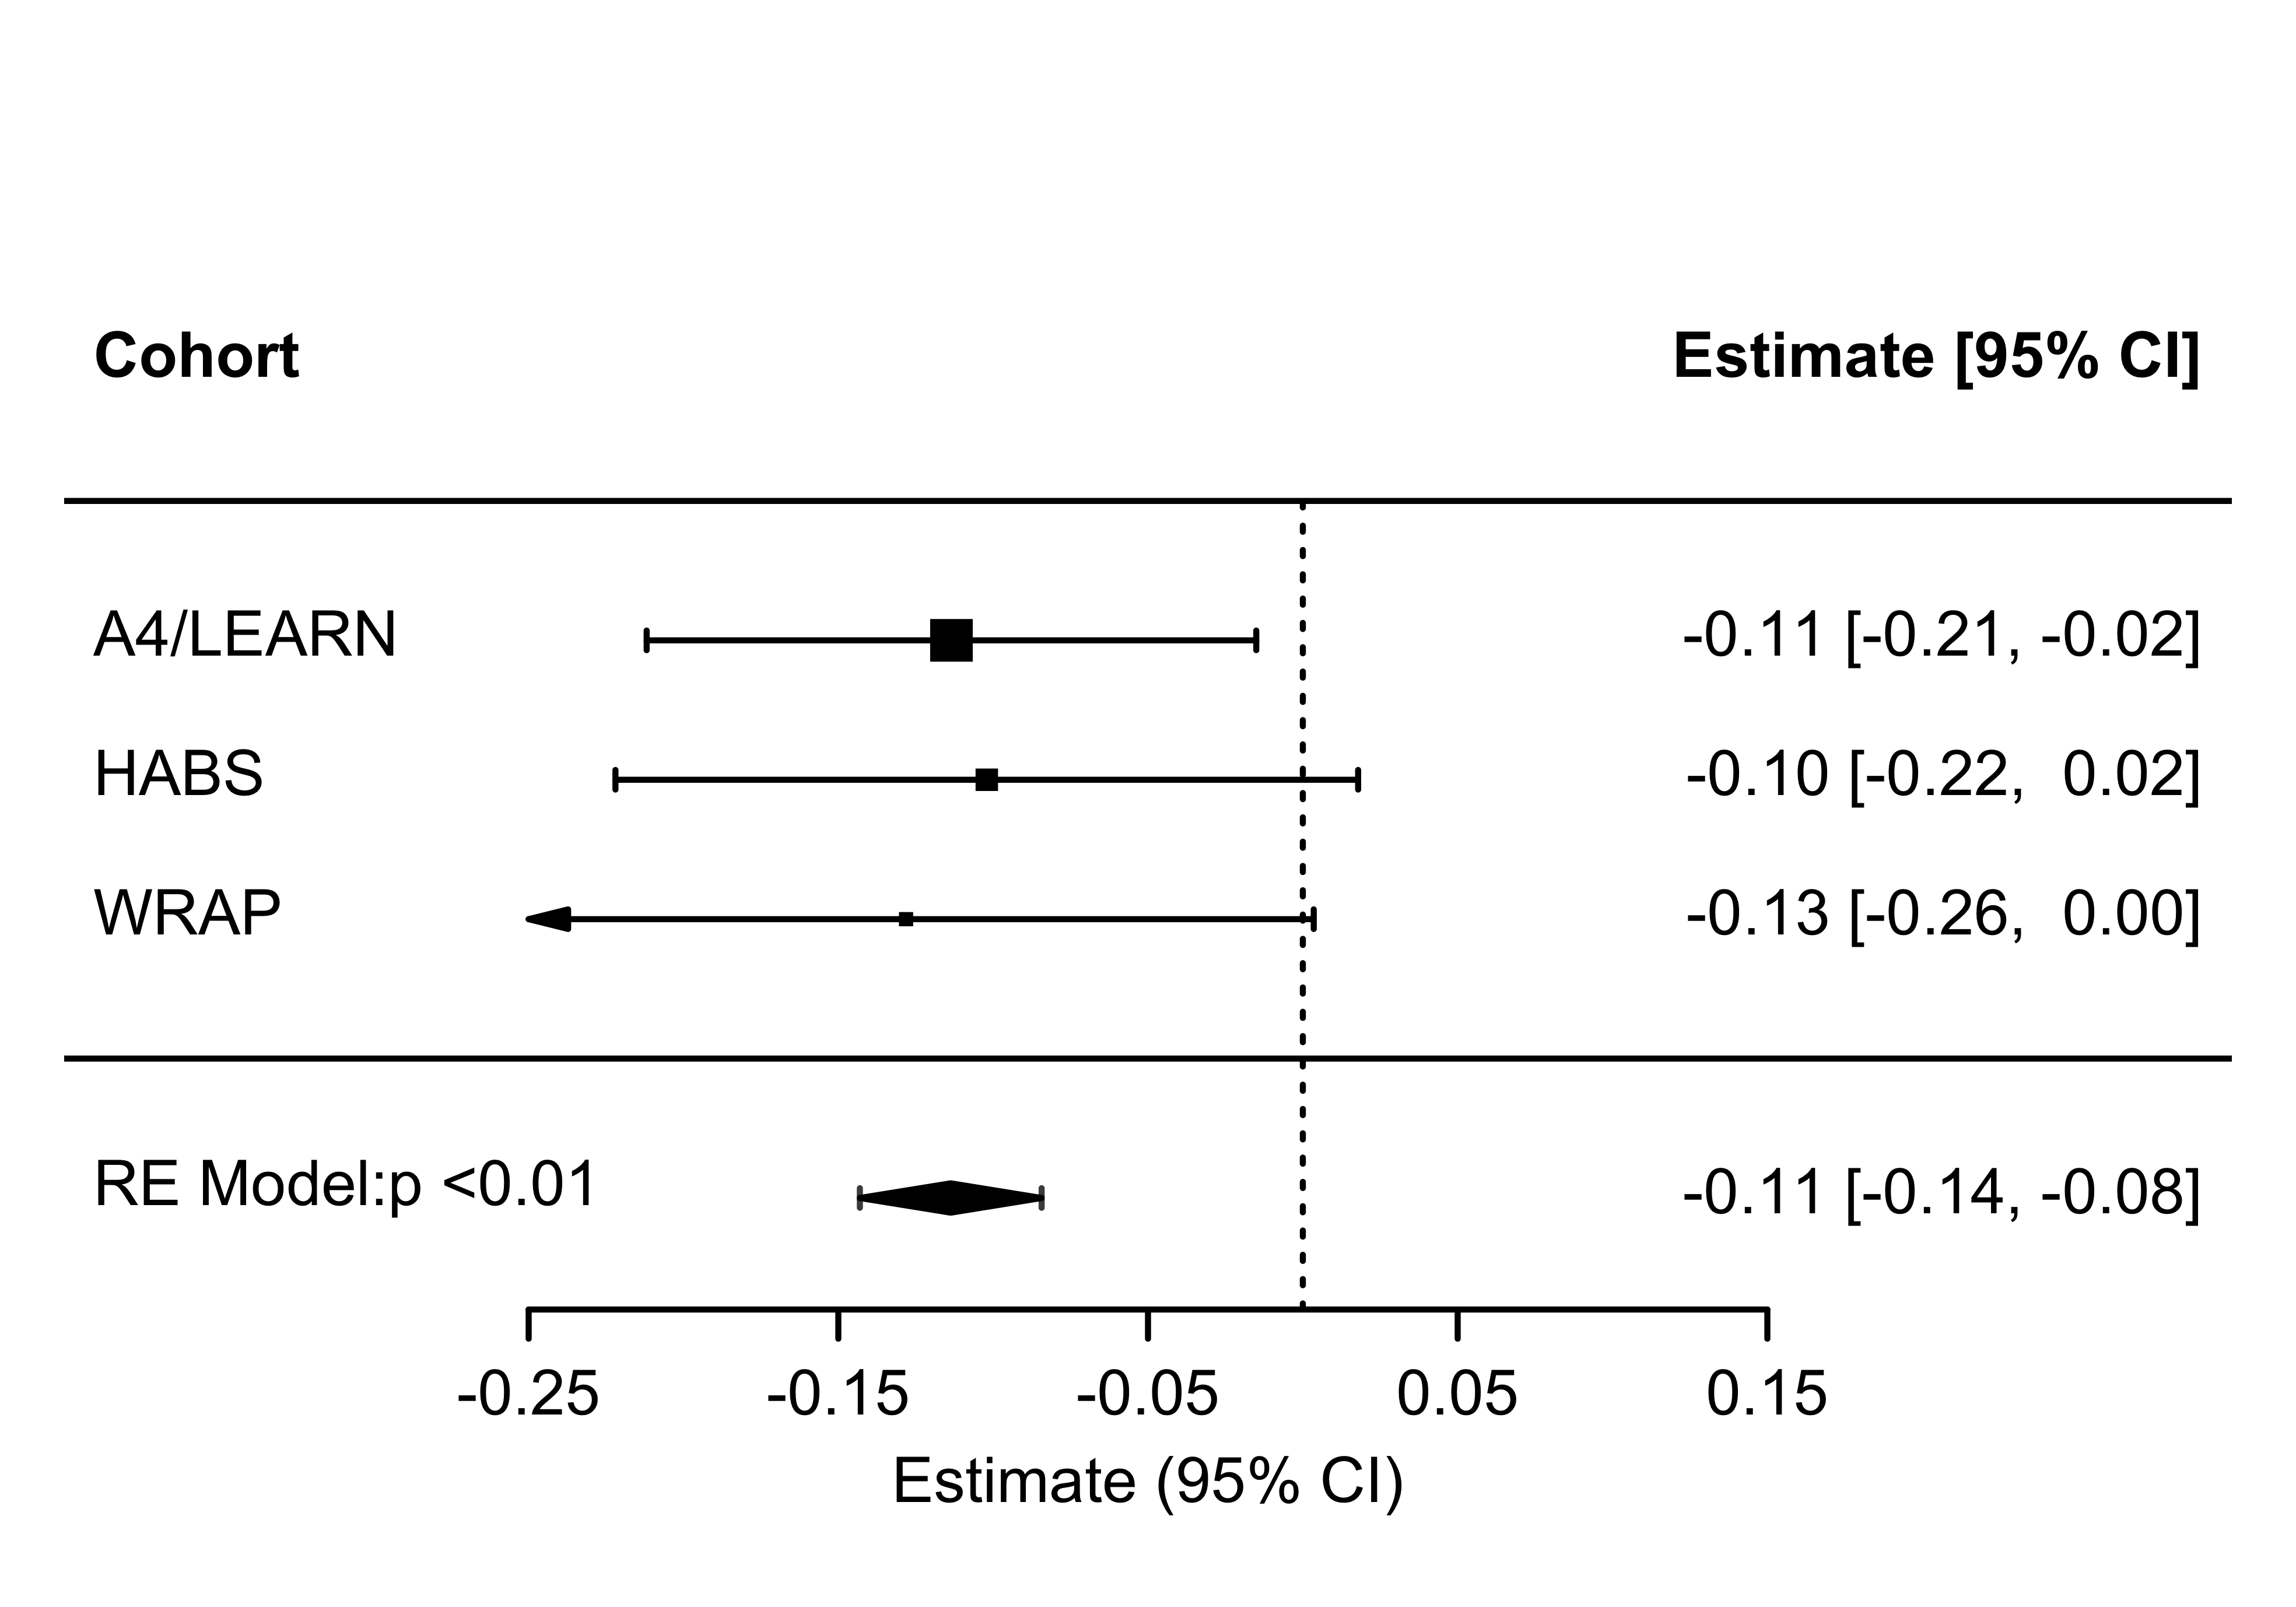 Cohort Estimate [95% CI]
A4/LEARN -0.11 [-0.21, -0.02]
HABS -0.10 [-0.22, 0.02]
WRAP -0.13 [-0.26, 0.00]
RE Model:p <0.01 -0.11 [-0.14, -0.08]
-0.25 -0.15 -0.05 0.05 0.15
Estimate (95% CI)